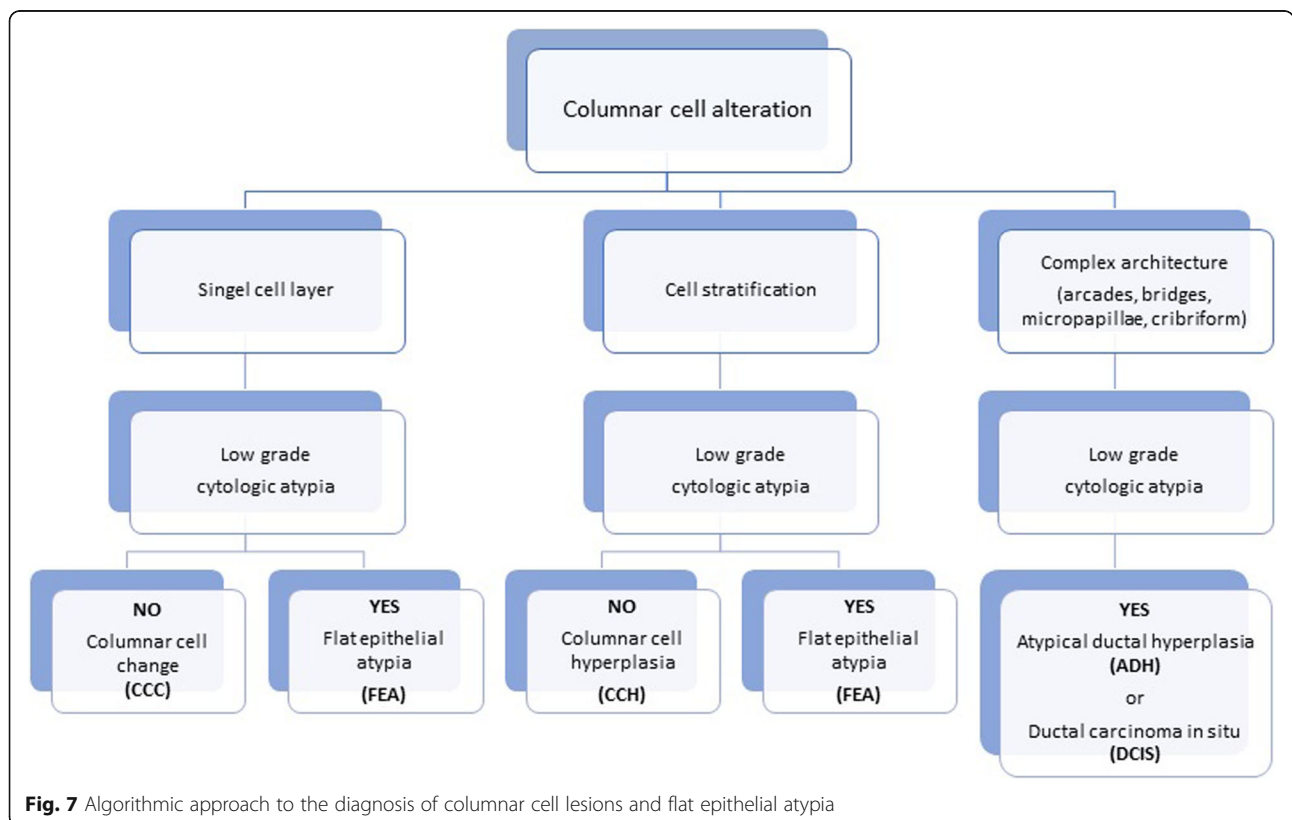 Columnar cell alteration
Singel cell layer
Cell stratification
Complex architecture
(arcades, bridges,
micropapillae, cribriform)
Low grade
cytologic atypia
Low grade
cytologic atypia
Low grade
cytologic atypia
NO
Columnar cell
change
(CCC)
YES
Flat epithelial
atypia
(FEA)
NO
Columnar cell
hyperplasia
(CCH)
YES
Flat epithelial
atypia
(FEA)
YES
Atypical ductal hyperplasia
(ADH)
or
Ductal carcinoma in situ
(DCIS)
Fig. 7 Algorithmic approach to the diagnosis of columnar cell lesions and flat epithelial atypia